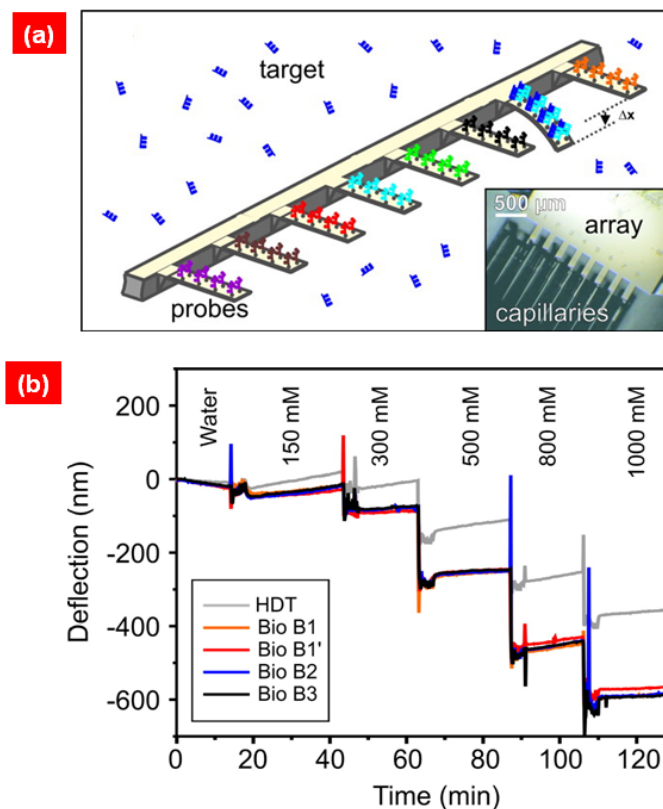 (a)
target
Δx
500 µm
array
probes
capillaries
(b)
Water
150 mM
300 mM
500 mM
800 mM
1000 mM
200
0
-200
-400
-600
Deflection (nm)
HDT
Bio B1
Bio B1'
Bio B2
Bio B3
0 20 40 60 80 100 120
Time (min)